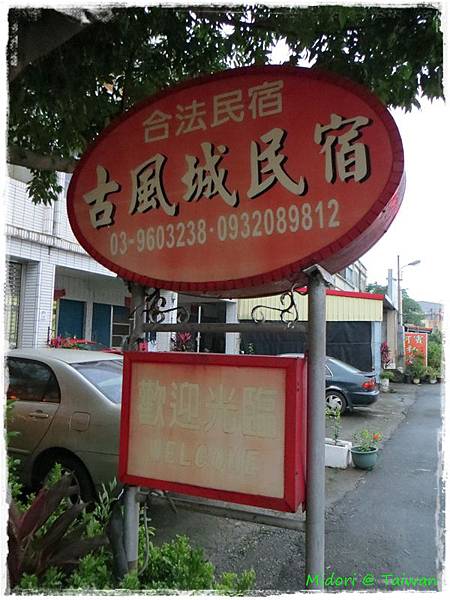 合法民宿
古風城民宿
03-9603238·0932089812
歡迎光臨
WELCOME
Midori @ Taiwan